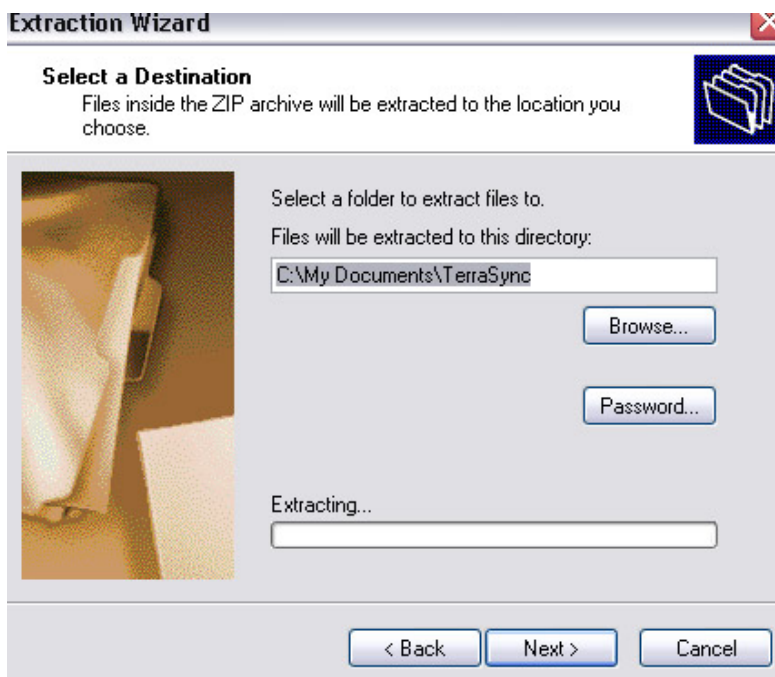 Extraction Wizard
Select a Destination
Files inside the ZIP archive will be extracted to the location you
choose.
Select a folder to extract files to.
Files will be extracted to this directory:
C:\My Documents\TerraSync
Browse...
Password...
Extracting...
< Back
Next >
Cancel